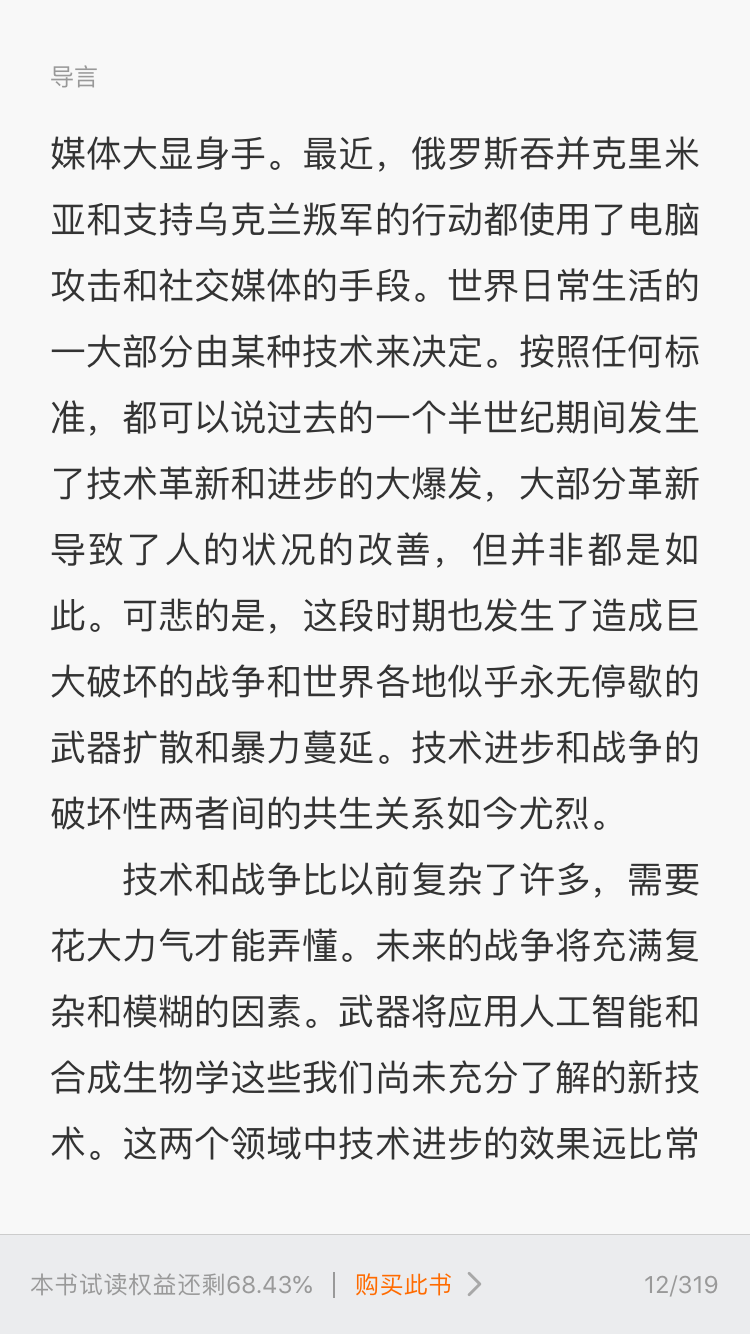 导言
媒体大显身手。最近，俄罗斯吞并克里米
亚和支持乌克兰叛军的行动都使用了电脑
攻击和社交媒体的手段。世界日常生活的
一大部分由某种技术来决定。按照任何标
准，都可以说过去的一个半世纪期间发生
了技术革新和进步的大爆发，大部分革新
导致了人的状况的改善，但并非都是如
此。可悲的是，这段时期也发生了造成巨
大破坏的战争和世界各地似乎永无停歇的
武器扩散和暴力蔓延。技术进步和战争的
破坏性两者间的共生关系如今尤烈。
技术和战争比以前复杂了许多，需要
花大力气才能弄懂。未来的战争将充满复
杂和模糊的因素。武器将应用人工智能和
合成生物学这些我们尚未充分了解的新技
术。这两个领域中技术进步的效果远比常
本书试读权益还剩68.43% | 购买此书 > 12/319